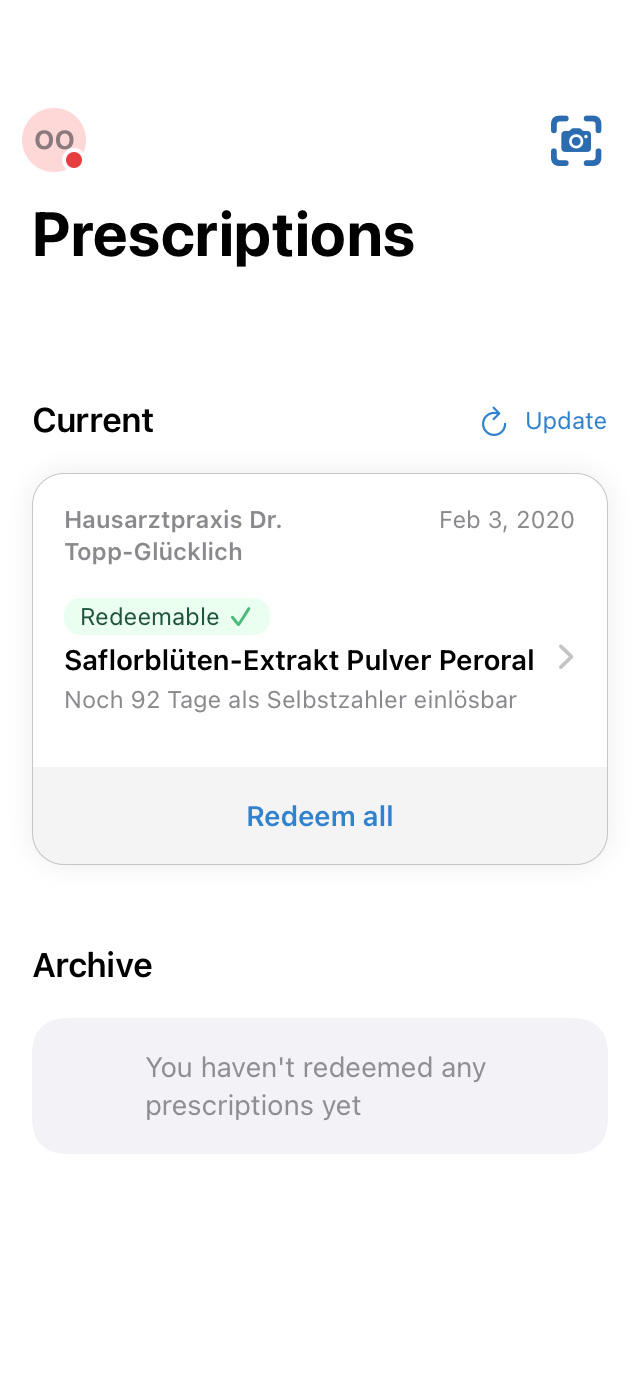 OO
Prescriptions
Current
Update
Hausarztpraxis Dr.
Topp-Glücklich
Feb 3, 2020
Redeemable
Saflorblüten-Extrakt Pulver Peroral
Noch 92 Tage als Selbstzahler einlösbar
Redeem all
Archive
You haven't redeemed any
prescriptions yet